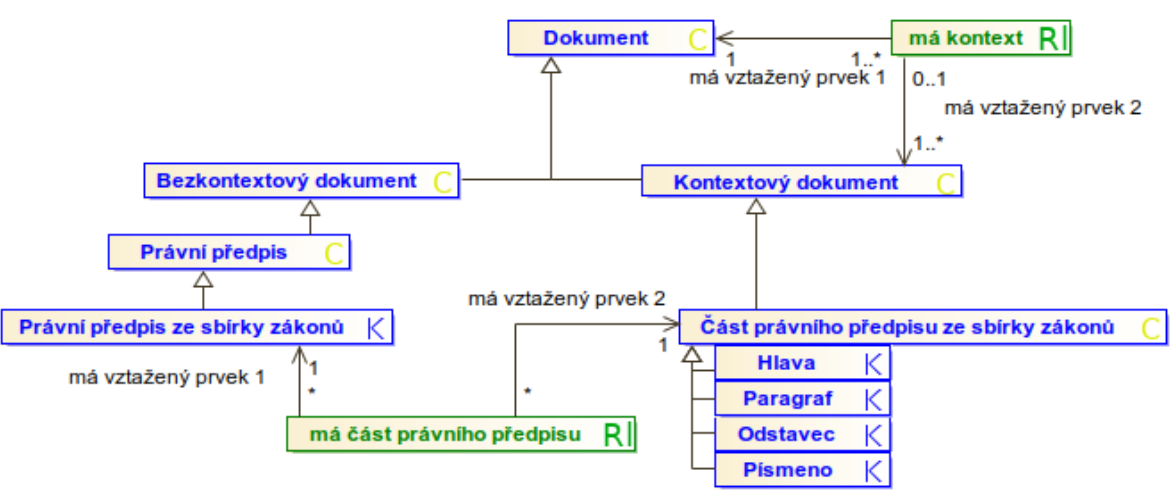 Dokument C
má kontext RI
1
1..*
má vztažený prvek 1
0..1
má vztažený prvek 2
1..*
Bezkontextový dokument C
Kontextový dokument C
Právní předpis C
má vztažený prvek 2
Právní předpis ze sbírky zákonů K
Část právního předpisu ze sbírky zákonů C
1
má vztažený prvek 1
1
*
*
Hlava K
Paragraf K
Odstavec K
Písmeno K
má část právního předpisu RI